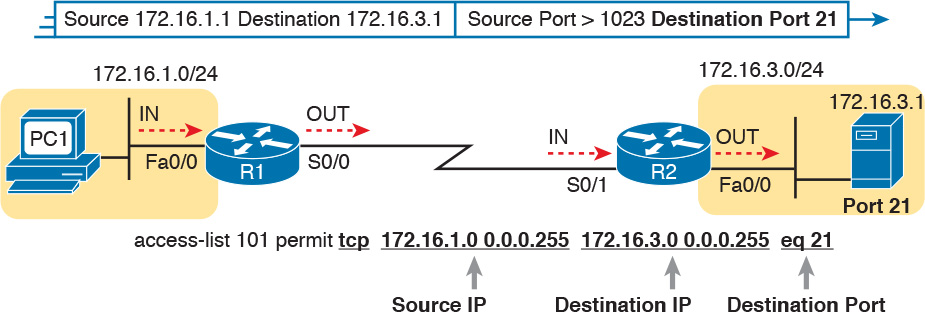 Source 172.16.1.1 Destination 172.16.3.1 Source Port > 1023 Destination Port 21
172.16.1.0/24
172.16.3.0/24
172.16.3.1
PC1
IN
OUT
IN
OUT
Fa0/0
R1
S0/0
S0/1
R2
Fa0/0
Port 21
access-list 101 permit tcp 172.16.1.0 0.0.0.255 172.16.3.0 0.0.0.255 eq 21
Source IP
Destination IP
Destination Port